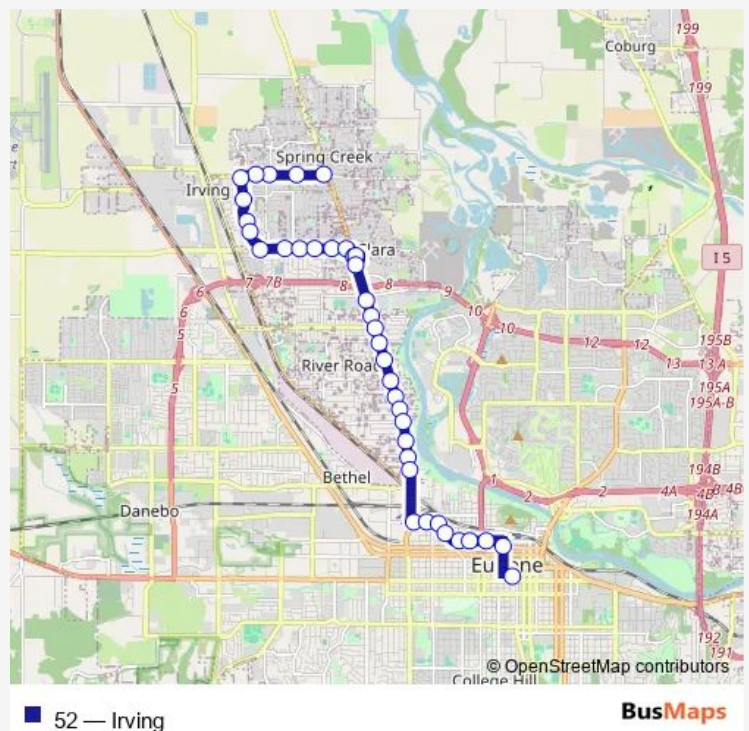 199
Coburg
199
Spring Creek
Irving
Clara
I 5
7
7B
8
8
9
6
6
10
10
12
12
195B
13
13 A
5
River Road
195A
195A-B
5
194B
Bethel
1
2
2
4A
4B
194A
Danebo
Eugene
192
191
© OpenStreetMap contributors
College Hill
BusMaps
52 — Irving